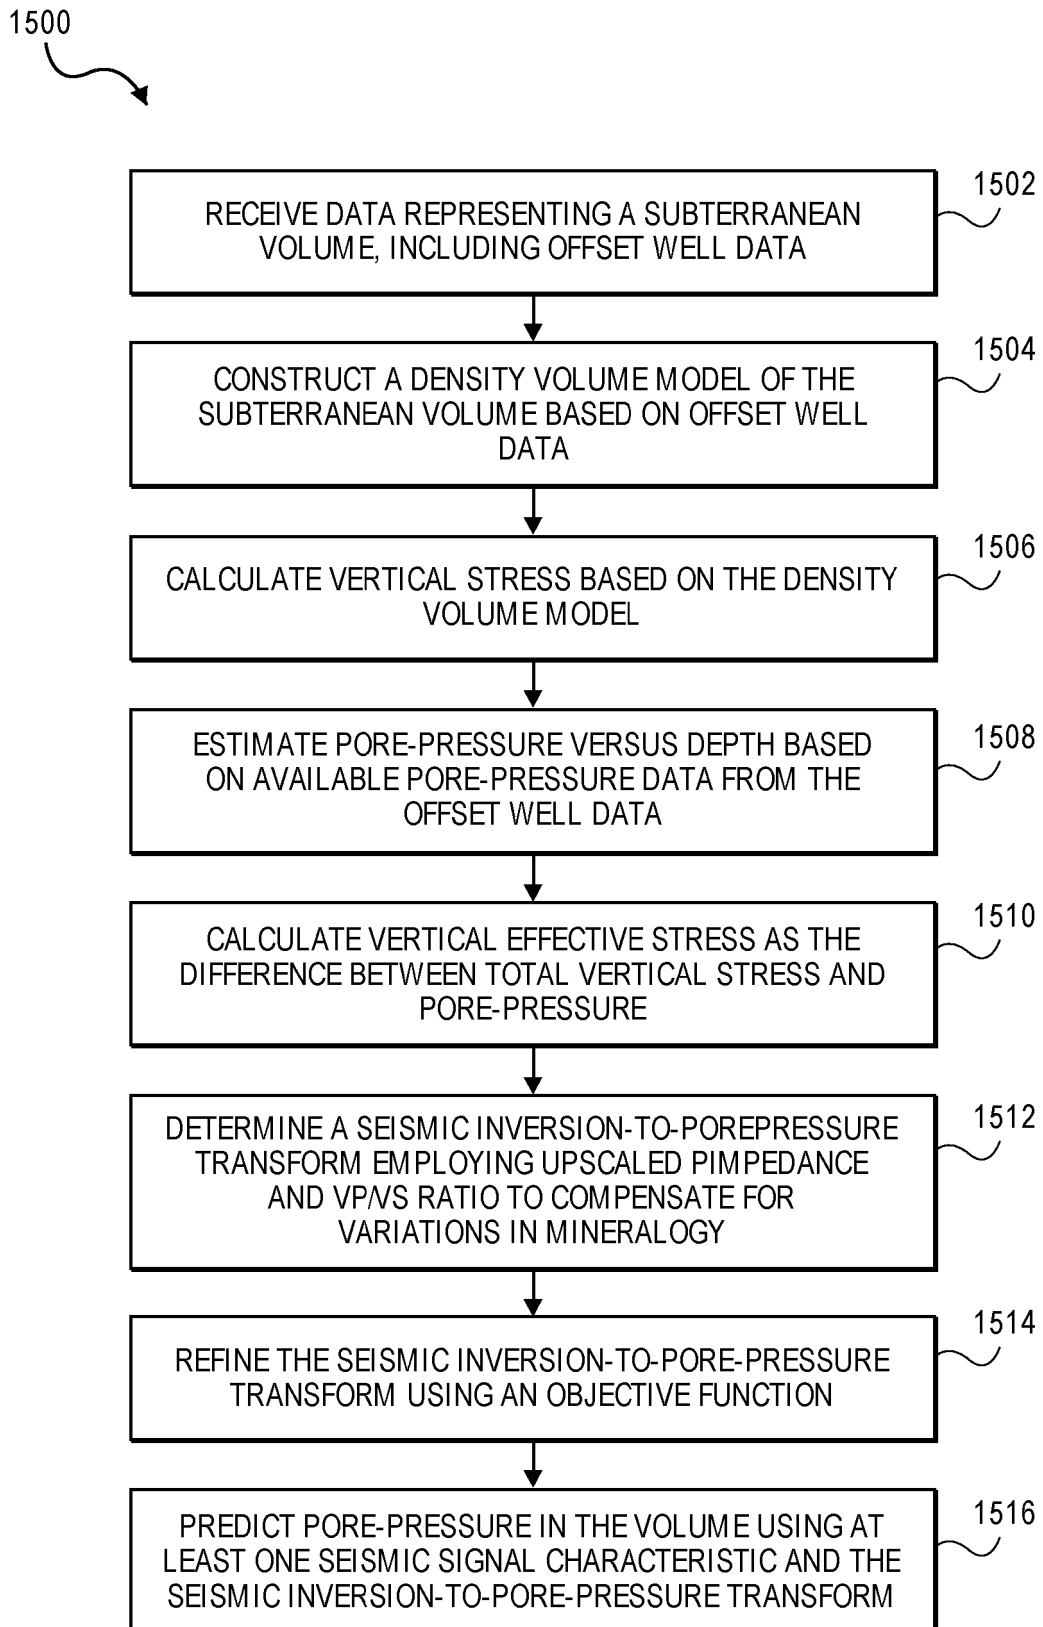 1500
1502
RECEIVE DATA REPRESENTING A SUBTERRANEAN
VOLUME, INCLUDING OFFSET WELL DATA
1504
CONSTRUCT A DENSITY VOLUME MODEL OF THE
SUBTERRANEAN VOLUME BASED ON OFFSET WELL
DATA
1506
CALCULATE VERTICAL STRESS BASED ON THE DENSITY
VOLUME MODEL
1508
ESTIMATE PORE-PRESSURE VERSUS DEPTH BASED
ON AVAILABLE PORE-PRESSURE DATA FROM THE
OFFSET WELL DATA
1510
CALCULATE VERTICAL EFFECTIVE STRESS AS THE
DIFFERENCE BETWEEN TOTAL VERTICAL STRESS AND
PORE-PRESSURE
1512
DETERMINE A SEISMIC INVERSION-TO-POREPRESSURE
TRANSFORM EMPLOYING UPSCALED PIMPEDANCE
AND VP/VS RATIO TO COMPENSATE FOR
VARIATIONS IN MINERALOGY
1514
REFINE THE SEISMIC INVERSION-TO-PORE-PRESSURE
TRANSFORM USING AN OBJECTIVE FUNCTION
1516
PREDICT PORE-PRESSURE IN THE VOLUME USING AT
LEAST ONE SEISMIC SIGNAL CHARACTERISTIC AND THE
SEISMIC INVERSION-TO-PORE-PRESSURE TRANSFORM